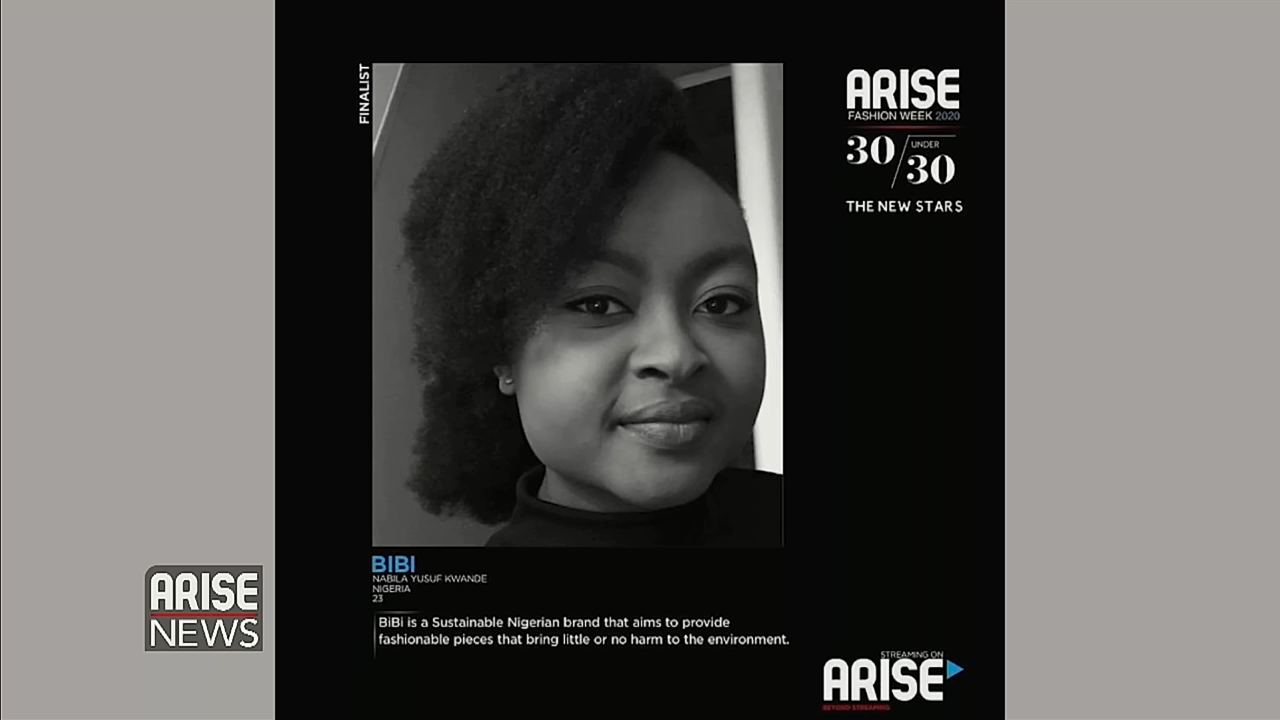 FINALIST
ARISE
FASHION WEEK 2020
30/UNDER
30
THE NEW STARS
BIBI
NABILA YUSUF KWANDE
NIGERIA
23
BiBi is a Sustainable Nigerian brand that aims to provide
fashionable pieces that bring little or no harm to the environment.
ARISE
NEWS
STREAMING ON
ARISE
BEYOND STREAMING